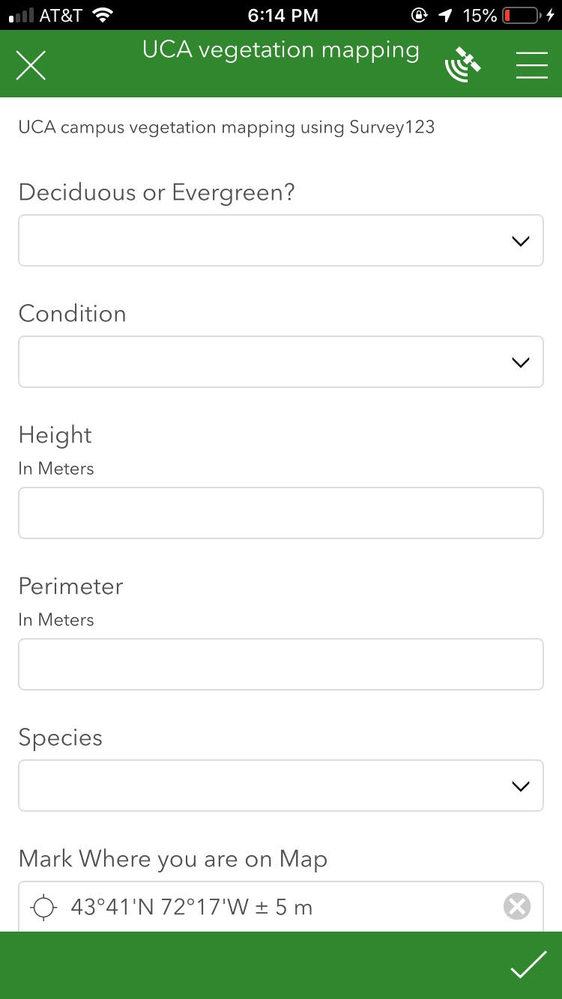 AT&T 6:14 PM 15%
UCA vegetation mapping
UCA campus vegetation mapping using Survey123
Deciduous or Evergreen?
Condition
Height
In Meters
Perimeter
In Meters
Species
Mark Where you are on Map
43°41'N 72°17'W ± 5 m